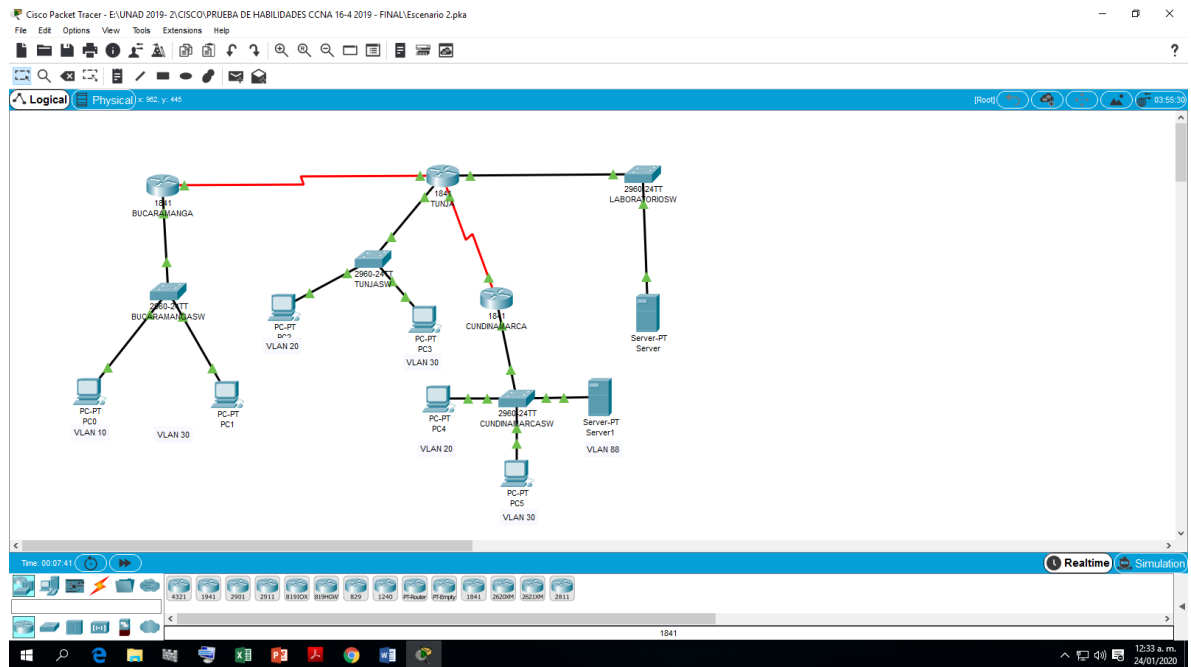 Cisco Packet Tracer - E:\UNAD 2019- 2\CISCO\PRUEBA DE HABILIDADES CCNA 16-4 2019 - FINAL\Escenario 2.pka
File Edit Options View Tools Extensions Help
?
Logical Physical x: 962, y: 445 [Root] 03:55:30
1841
BUCARAMANGA
1841
TUNJA
2960-24TT
LABORATORIOSW
2960-24TT
TUNJASW
2960-24TT
BUCARAMANGASW
1841
CUNDINAMARCA
PC-PT
PC2
VLAN 20
PC-PT
PC3
VLAN 30
Server-PT
Server
PC-PT
PC0
VLAN 10
PC-PT
PC1
VLAN 30
PC-PT
PC4
VLAN 20
2960-24TT
CUNDINAMARCASW
Server-PT
Server1
VLAN 88
PC-PT
PC5
VLAN 30
Time: 00:07:41 Realtime Simulation
4321 1941 2901 2911 819IOX 819HGW 829 1240 PT-Router PT-Empty 1841 2620XM 2621XM 2811
1841
12:33 a. m.
24/01/2020